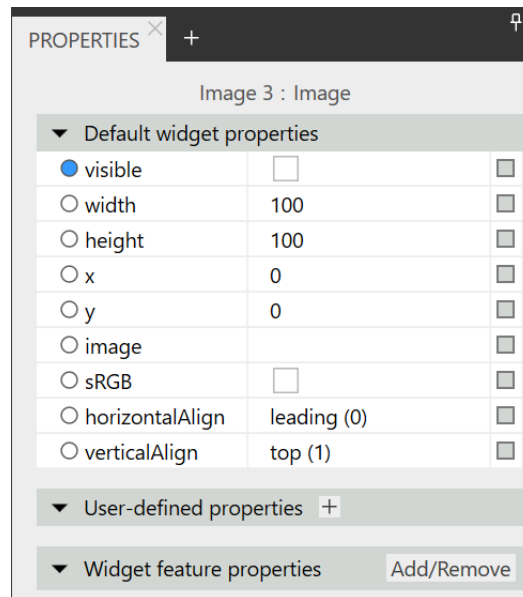 PROPERTIES × +
Image 3 : Image
Default widget properties
visible
width 100
height 100
x 0
y 0
image
sRGB
horizontalAlign leading (0)
verticalAlign top (1)
User-defined properties +
Widget feature properties Add/Remove